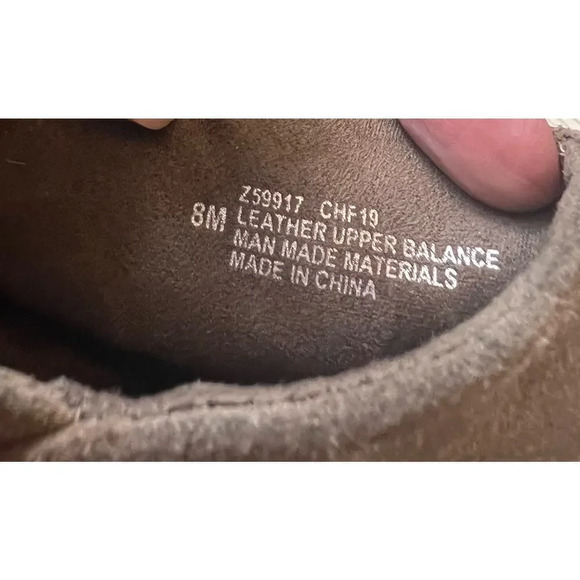 Z59917 CHF19
8M LEATHER UPPER BALANCE
MAN MADE MATERIALS
MADE IN CHINA